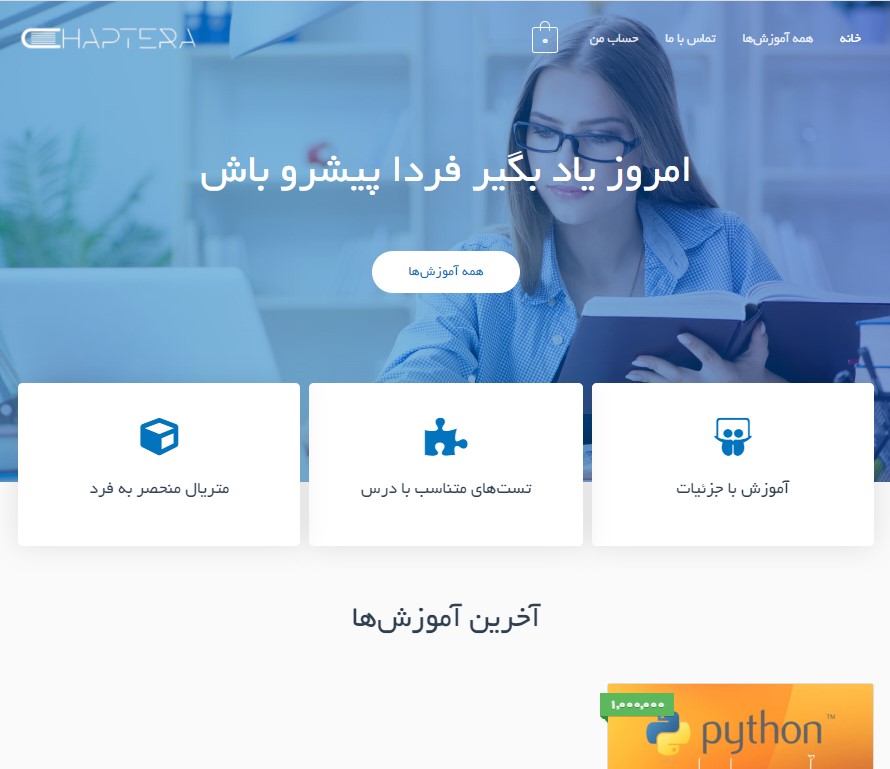 CHAPTERA
خانه
همه آموزش‌ها
تماس با ما
حساب من
۰
امروز یاد بگیر فردا پیشرو باش
همه آموزش‌ها
آموزش با جزئیات
تست‌های متناسب با درس
متریال منحصر به فرد
آخرین آموزش‌ها
۱,۰۰۰,۰۰۰
python™